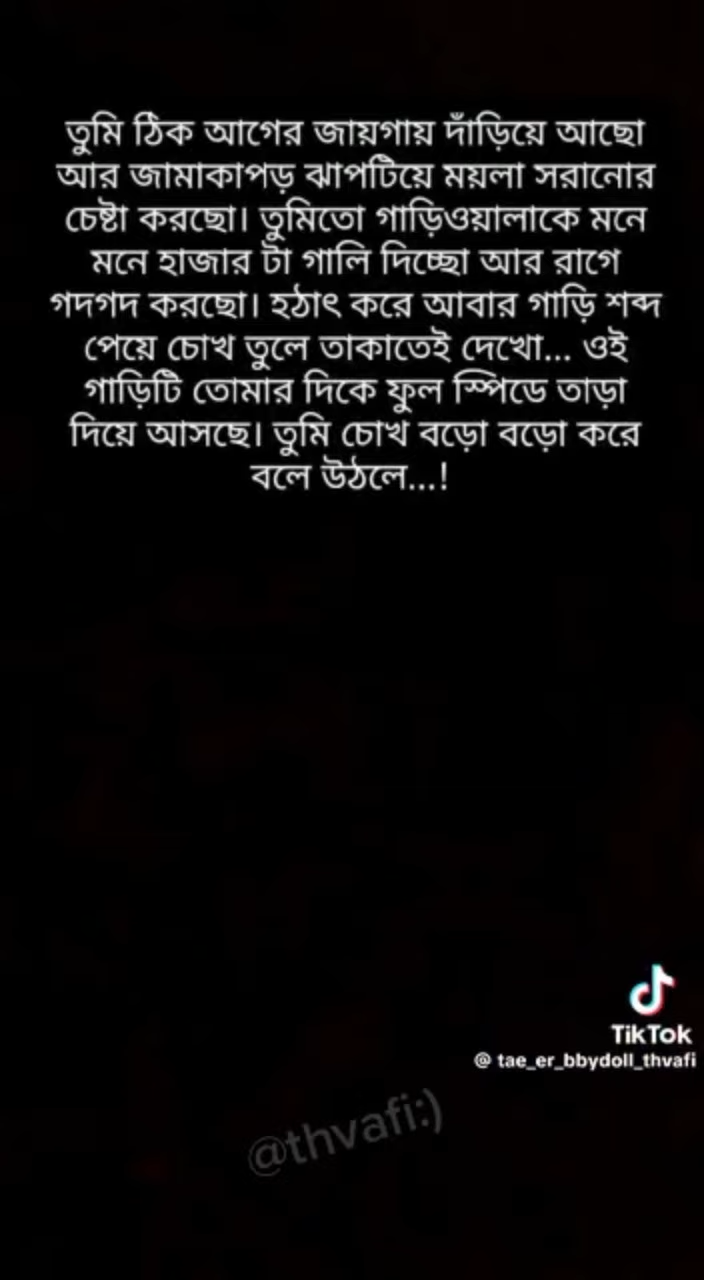 তুমি ঠিক আগের জায়গায় দাঁড়িয়ে আছো
আর জামাকাপড় ঝাপটিয়ে ময়লা সরানোর
চেষ্টা করছো। তুমিতো গাড়িওয়ালাকে মনে
মনে হাজার টা গালি দিচ্ছো আর রাগে
গদগদ করছো। হঠাৎ করে আবার গাড়ি শব্দ
পেয়ে চোখ তুলে তাকাতেই দেখো... ওই
গাড়িটি তোমার দিকে ফুল স্পিডে তাড়া
দিয়ে আসছে। তুমি চোখ বড়ো বড়ো করে
বলে উঠলে...!
TikTok
@ tae_er_bbydoll_thvafi
@thvafi:)